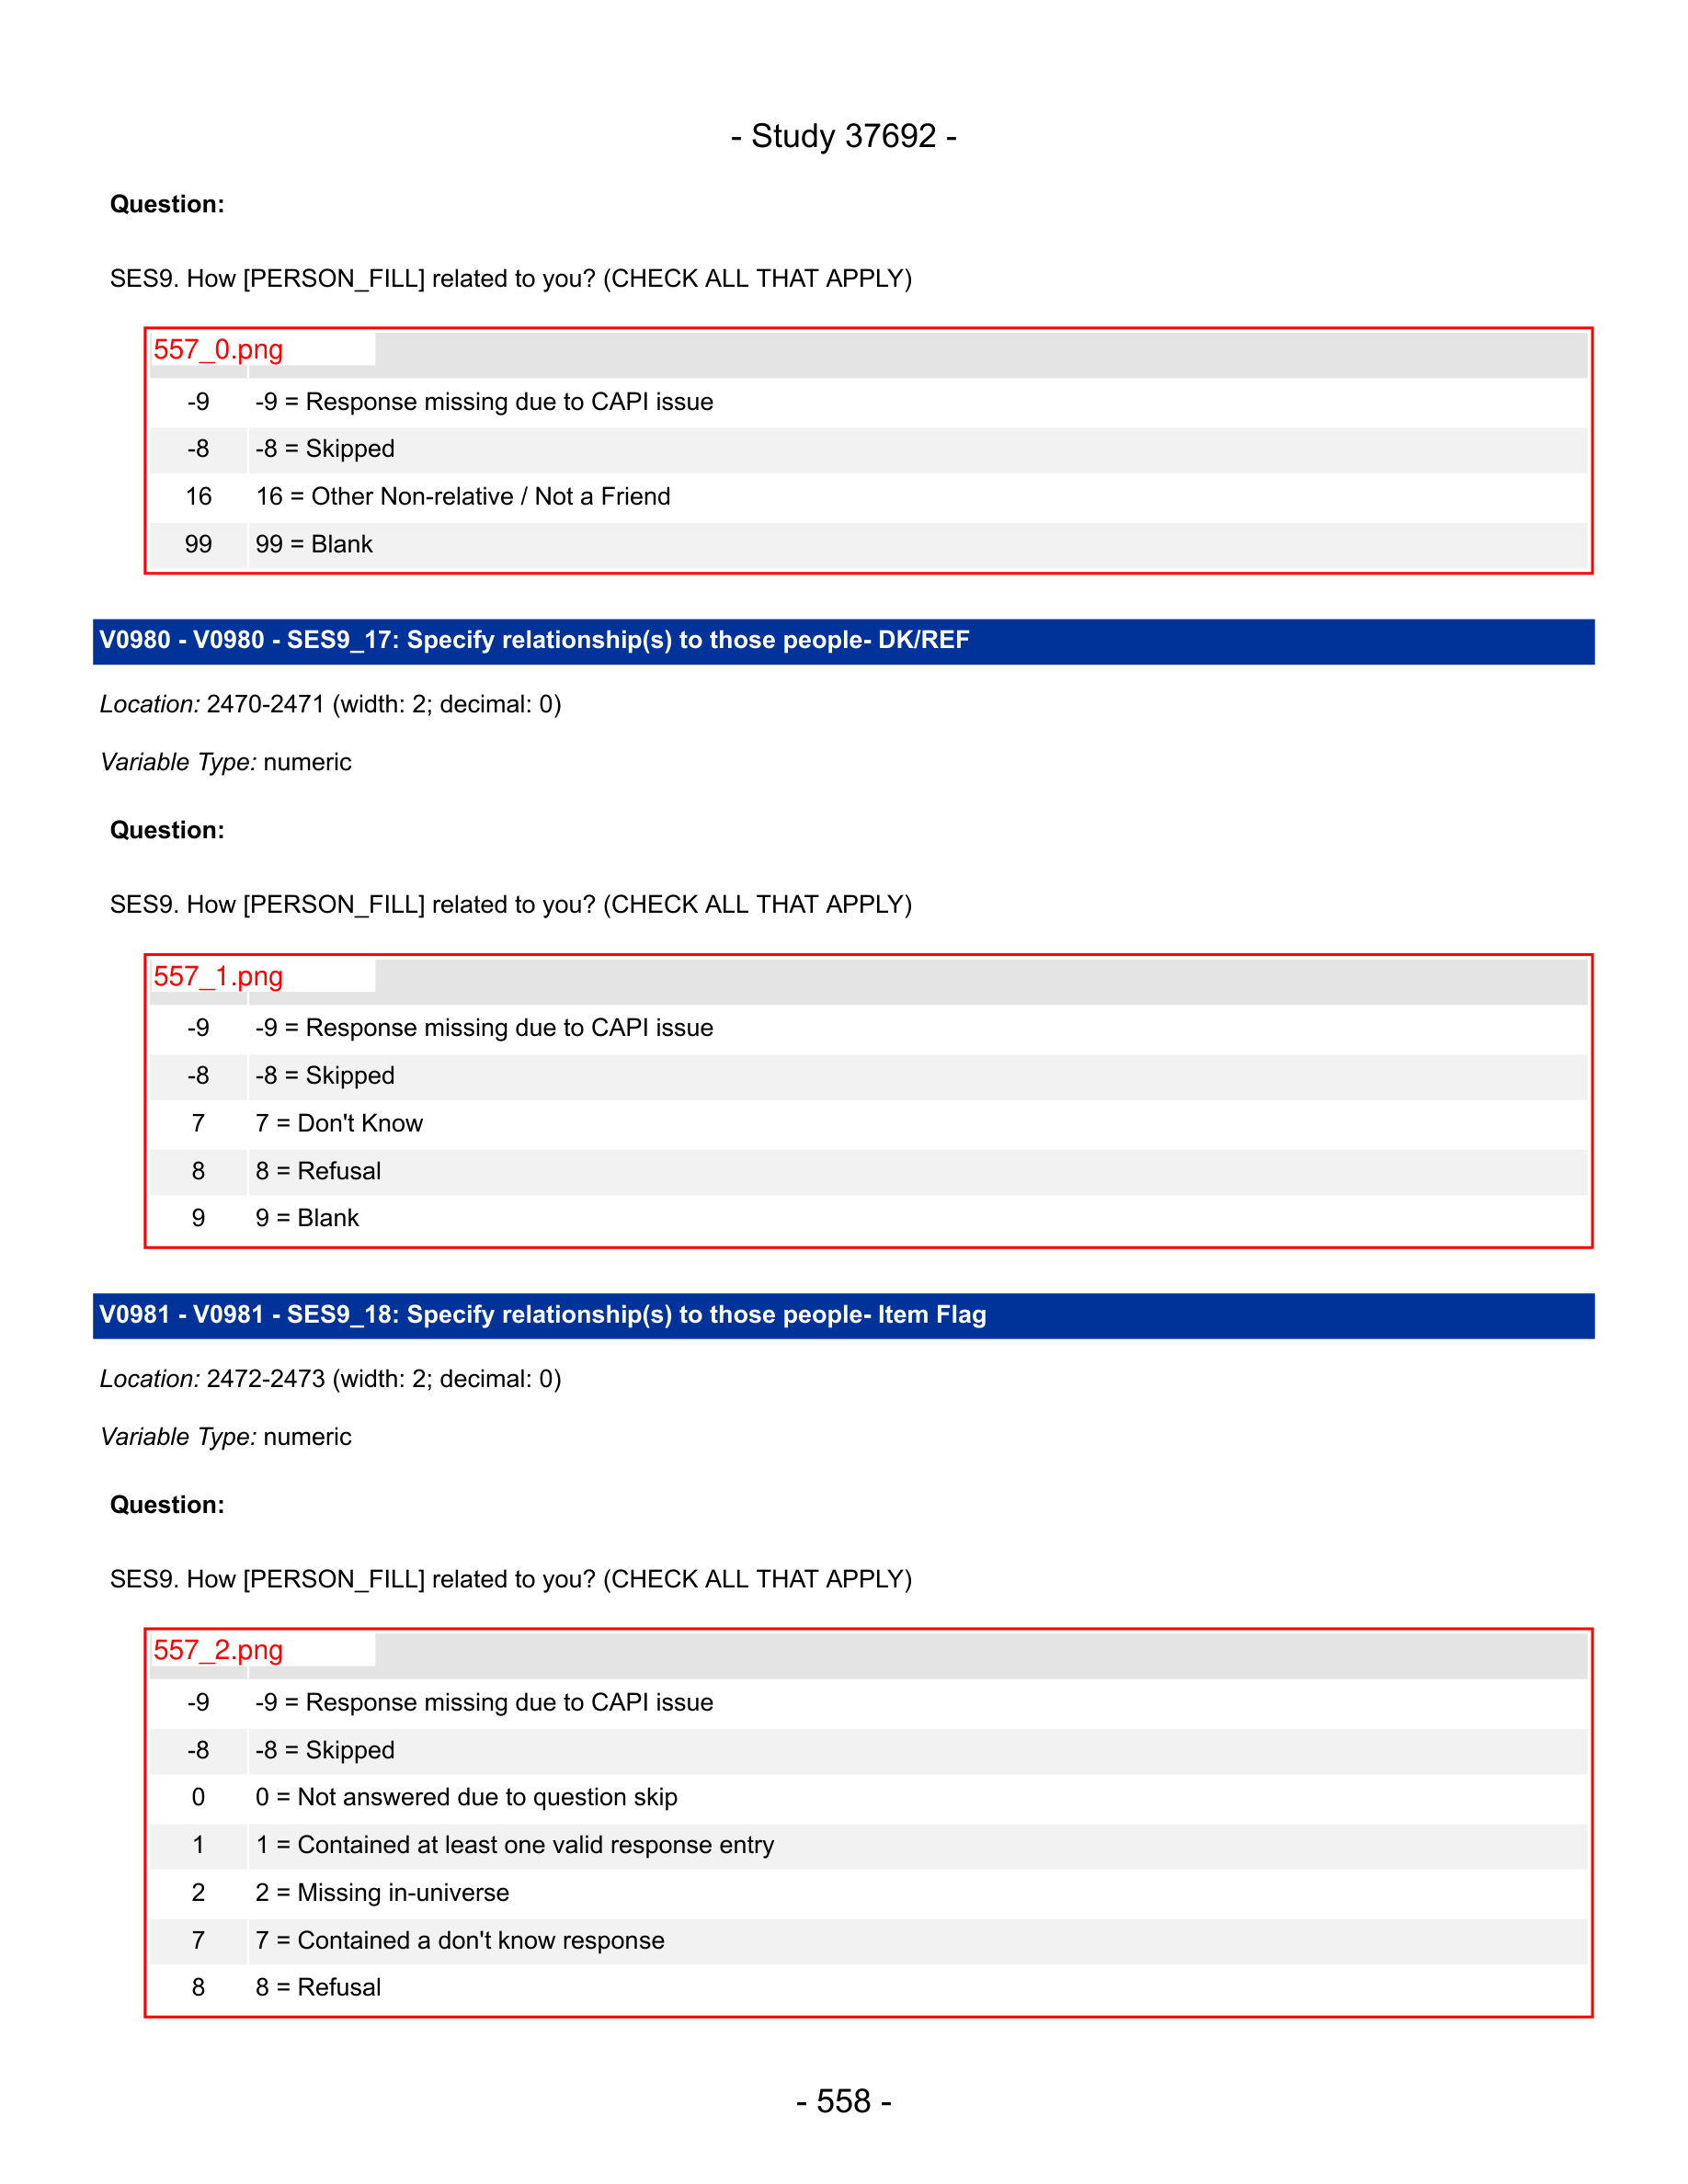 - Study 37692 -
Question:
SES9. How [PERSON_FILL] related to you? (CHECK ALL THAT APPLY)
557_0.png
-9 -9 = Response missing due to CAPI issue
-8 -8 = Skipped
16 16 = Other Non-relative / Not a Friend
99 99 = Blank
V0980 - V0980 - SES9_17: Specify relationship(s) to those people- DK/REF
Location: 2470-2471 (width: 2; decimal: 0)
Variable Type: numeric
Question:
SES9. How [PERSON_FILL] related to you? (CHECK ALL THAT APPLY)
557_1.png
-9 -9 = Response missing due to CAPI issue
-8 -8 = Skipped
7 7 = Don't Know
8 8 = Refusal
9 9 = Blank
V0981 - V0981 - SES9_18: Specify relationship(s) to those people- Item Flag
Location: 2472-2473 (width: 2; decimal: 0)
Variable Type: numeric
Question:
SES9. How [PERSON_FILL] related to you? (CHECK ALL THAT APPLY)
557_2.png
-9 -9 = Response missing due to CAPI issue
-8 -8 = Skipped
0 0 = Not answered due to question skip
1 1 = Contained at least one valid response entry
2 2 = Missing in-universe
7 7 = Contained a don't know response
8 8 = Refusal
- 558 -